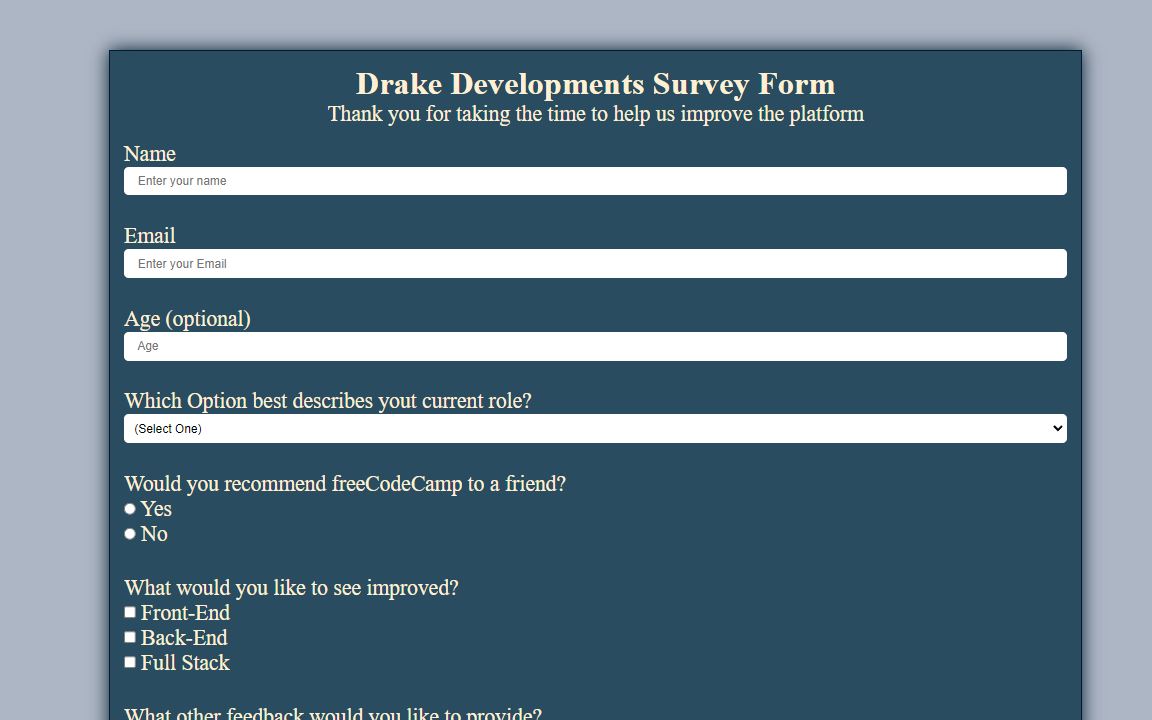 Drake Developments Survey Form
Thank you for taking the time to help us improve the platform
Name
Enter your name
Email
Enter your Email
Age (optional)
Age
Which Option best describes yout current role?
(Select One)
Would you recommend freeCodeCamp to a friend?
Yes
No
What would you like to see improved?
Front-End
Back-End
Full Stack
What other feedback would you like to provide?